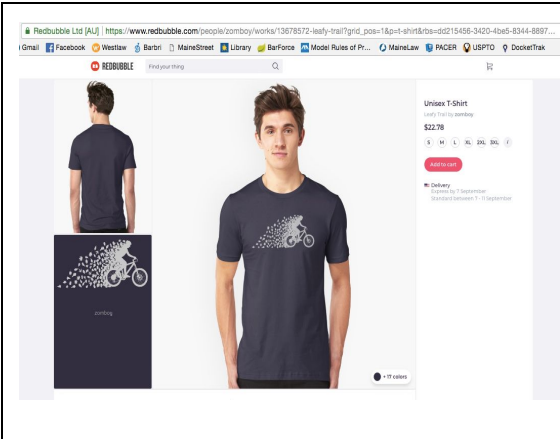 Redbubble Ltd [AU] | https://www.redbubble.com/people/zomboy/works/13678572-leafy-trail?grid_pos=1&p=t-shirt&rbs=dd215456-3420-4be5-8344-8897...
Gmail Facebook Westlaw Barbri MaineStreet Library BarForce Model Rules of Pr... MaineLaw PACER USPTO DocketTrak
REDBUBBLE Find your thing
Unisex T-Shirt
Leafy Trail by zomboy
$22.78
S M L XL 2XL 3XL i
Add to cart
Delivery
Express by 7 September
Standard between 7 - 11 September
zomboy
+ 17 colors